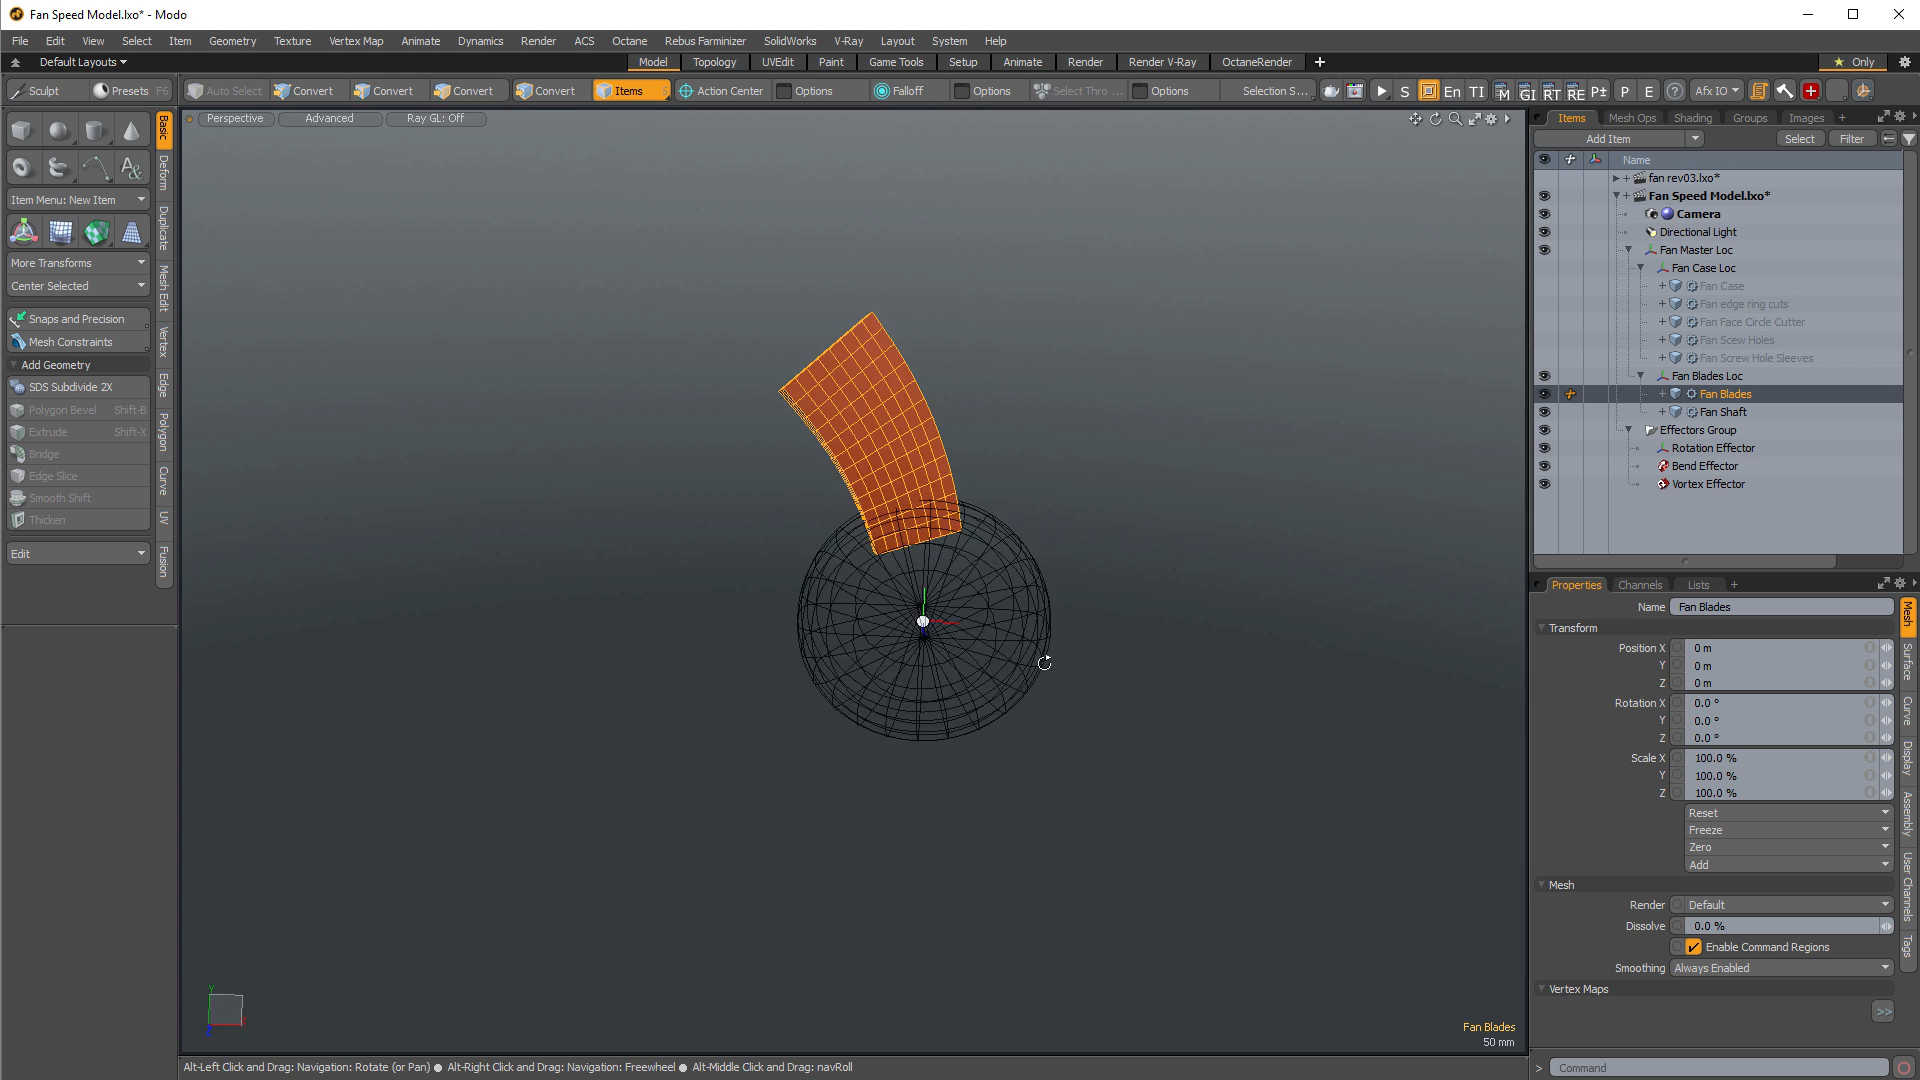 Fan Speed Model.lxo* - Modo
File Edit View Select Item Geometry Texture Vertex Map Animate Dynamics Render ACS Octane Rebus Farminizer SolidWorks V-Ray Layout System Help
Default Layouts Model Topology UVEdit Paint Game Tools Setup Animate Render Render V-Ray OctaneRender + Only
Sculpt Presets F6 Auto Select Convert Convert Convert Convert Items 5 Action Center Options Falloff Options Select Thro ... Options Selection S... S En TI M GI RT RE P± P E ? Afx IO
Perspective Advanced Ray GL: Off
Items Mesh Ops Shading Groups Images +
Add Item Select Filter
Name
fan rev03.lxo*
Fan Speed Model.lxo*
Camera
Directional Light
Fan Master Loc
Fan Case Loc
Fan Case
Fan edge ring cuts
Fan Face Circle Cutter
Fan Scew Holes
Fan Screw Hole Sleeves
Fan Blades Loc
Fan Blades
Fan Shaft
Effectors Group
Rotation Effector
Bend Effector
Vortex Effector
Item Menu: New Item
More Transforms
Center Selected
Snaps and Precision
Mesh Constraints
Add Geometry
SDS Subdivide 2X
Polygon Bevel Shift-B
Extrude Shift-X
Bridge
Edge Slice
Smooth Shift
Thicken
Edit
Basic
Deform
Duplicate
Mesh Edit
Vertex
Edge
Polygon
Curve
UV
Fusion
Properties Channels Lists +
Name Fan Blades
Transform
Position X 0 m
Y 0 m
Z 0 m
Rotation X 0.0 °
Y 0.0 °
Z 0.0 °
Scale X 100.0 %
Y 100.0 %
Z 100.0 %
Reset
Freeze
Zero
Add
Mesh
Render Default
Dissolve 0.0 %
Enable Command Regions
Smoothing Always Enabled
Vertex Maps
>>
Mesh
Surface
Curve
Display
Assembly
User Channels
Tags
Y
Z
Fan Blades
50 mm
Alt-Left Click and Drag: Navigation: Rotate (or Pan) ● Alt-Right Click and Drag: Navigation: Freewheel ● Alt-Middle Click and Drag: navRoll
> Command